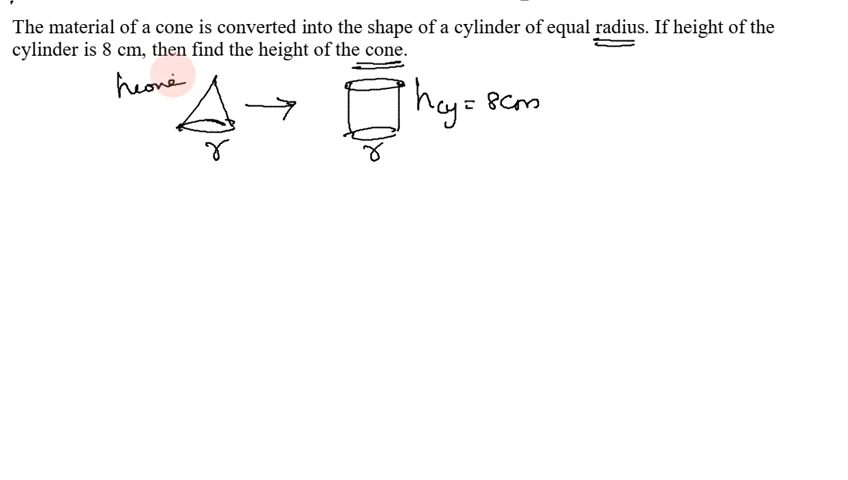 The material of a cone is converted into the shape of a cylinder of equal radius. If height of the
cylinder is 8 cm, then find the height of the cone.
hcone → hcy = 8cm
r r